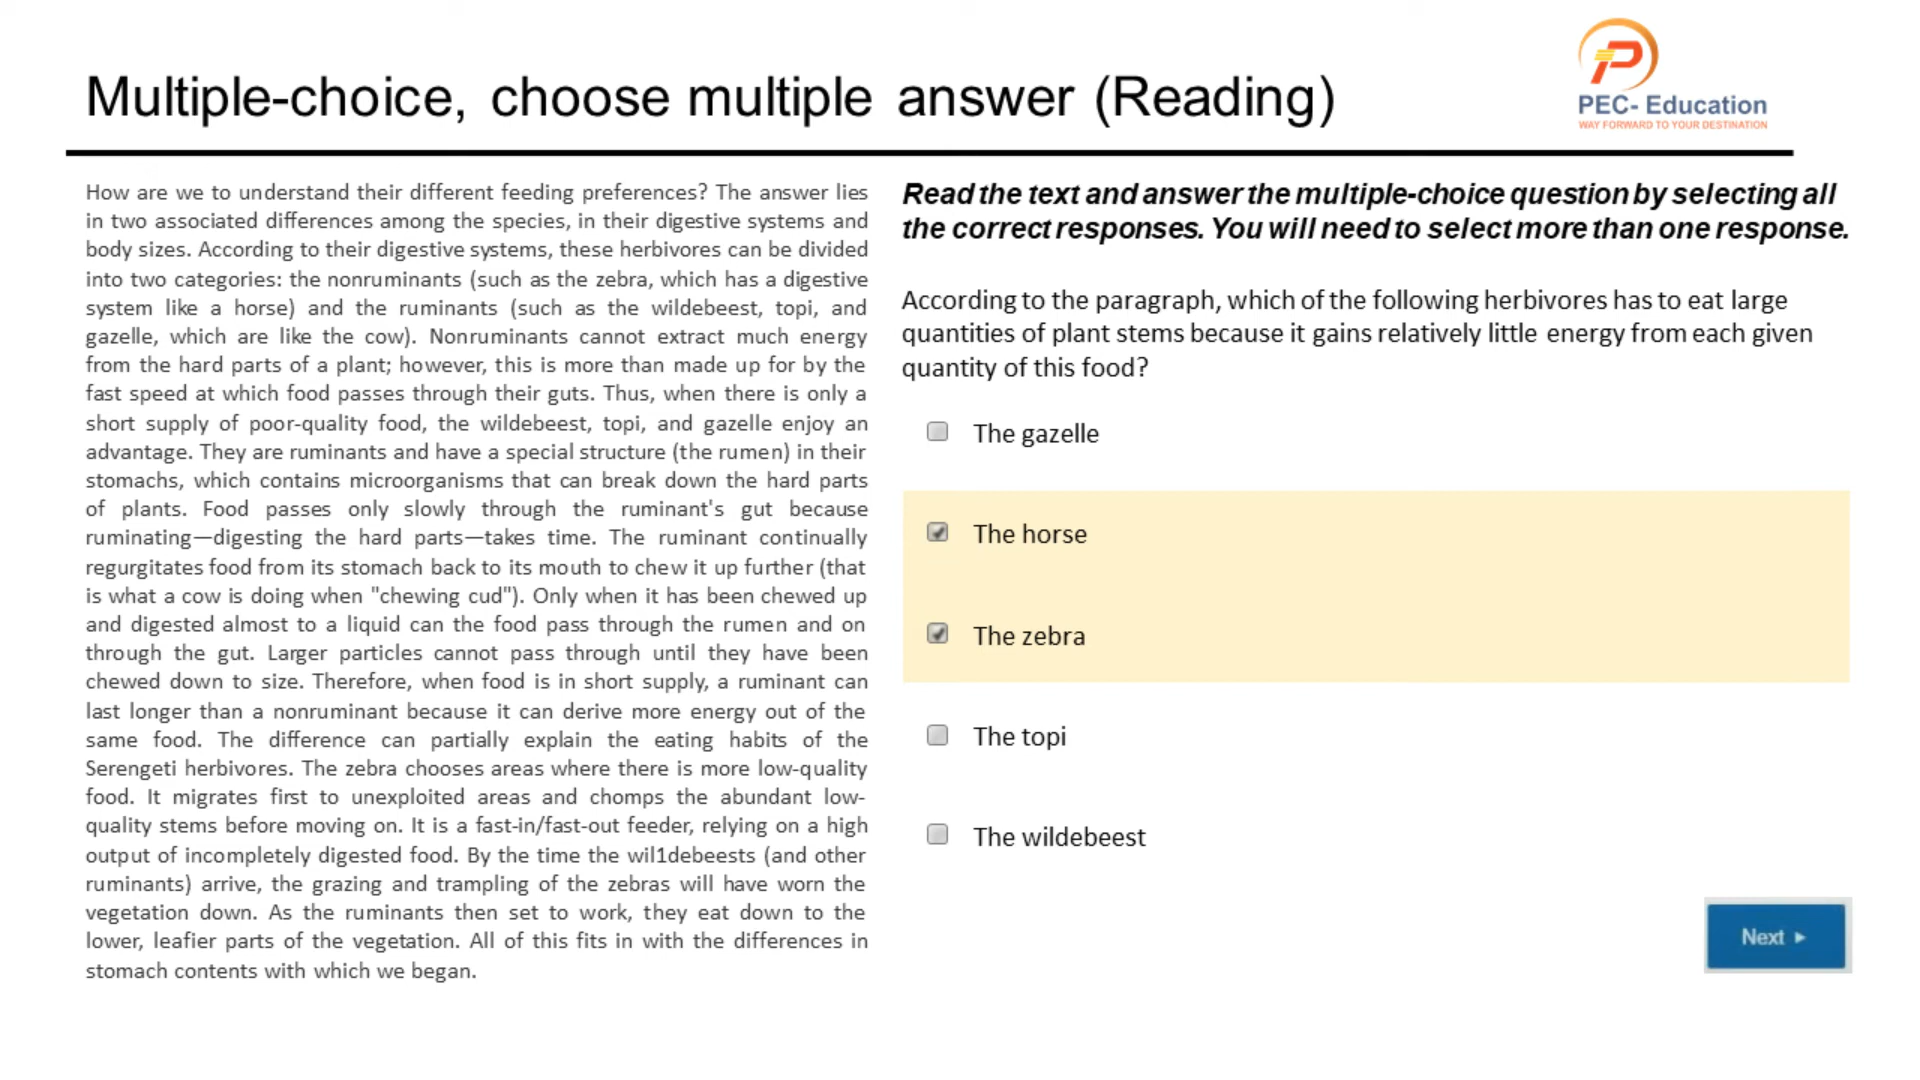 PEC- Education
WAY FORWARD TO YOUR DESTINATION
Multiple-choice, choose multiple answer (Reading)
How are we to understand their different feeding preferences? The answer lies
in two associated differences among the species, in their digestive systems and
body sizes. According to their digestive systems, these herbivores can be divided
into two categories: the nonruminants (such as the zebra, which has a digestive
system like a horse) and the ruminants (such as the wildebeest, topi, and
gazelle, which are like the cow). Nonruminants cannot extract much energy
from the hard parts of a plant; however, this is more than made up for by the
fast speed at which food passes through their guts. Thus, when there is only a
short supply of poor-quality food, the wildebeest, topi, and gazelle enjoy an
advantage. They are ruminants and have a special structure (the rumen) in their
stomachs, which contains microorganisms that can break down the hard parts
of plants. Food passes only slowly through the ruminant's gut because
ruminating—digesting the hard parts—takes time. The ruminant continually
regurgitates food from its stomach back to its mouth to chew it up further (that
is what a cow is doing when "chewing cud"). Only when it has been chewed up
and digested almost to a liquid can the food pass through the rumen and on
through the gut. Larger particles cannot pass through until they have been
chewed down to size. Therefore, when food is in short supply, a ruminant can
last longer than a nonruminant because it can derive more energy out of the
same food. The difference can partially explain the eating habits of the
Serengeti herbivores. The zebra chooses areas where there is more low-quality
food. It migrates first to unexploited areas and chomps the abundant low-
quality stems before moving on. It is a fast-in/fast-out feeder, relying on a high
output of incompletely digested food. By the time the wil1debeests (and other
ruminants) arrive, the grazing and trampling of the zebras will have worn the
vegetation down. As the ruminants then set to work, they eat down to the
lower, leafier parts of the vegetation. All of this fits in with the differences in
stomach contents with which we began.
Read the text and answer the multiple-choice question by selecting all
the correct responses. You will need to select more than one response.
According to the paragraph, which of the following herbivores has to eat large
quantities of plant stems because it gains relatively little energy from each given
quantity of this food?
The gazelle
The horse
The zebra
The topi
The wildebeest
Next